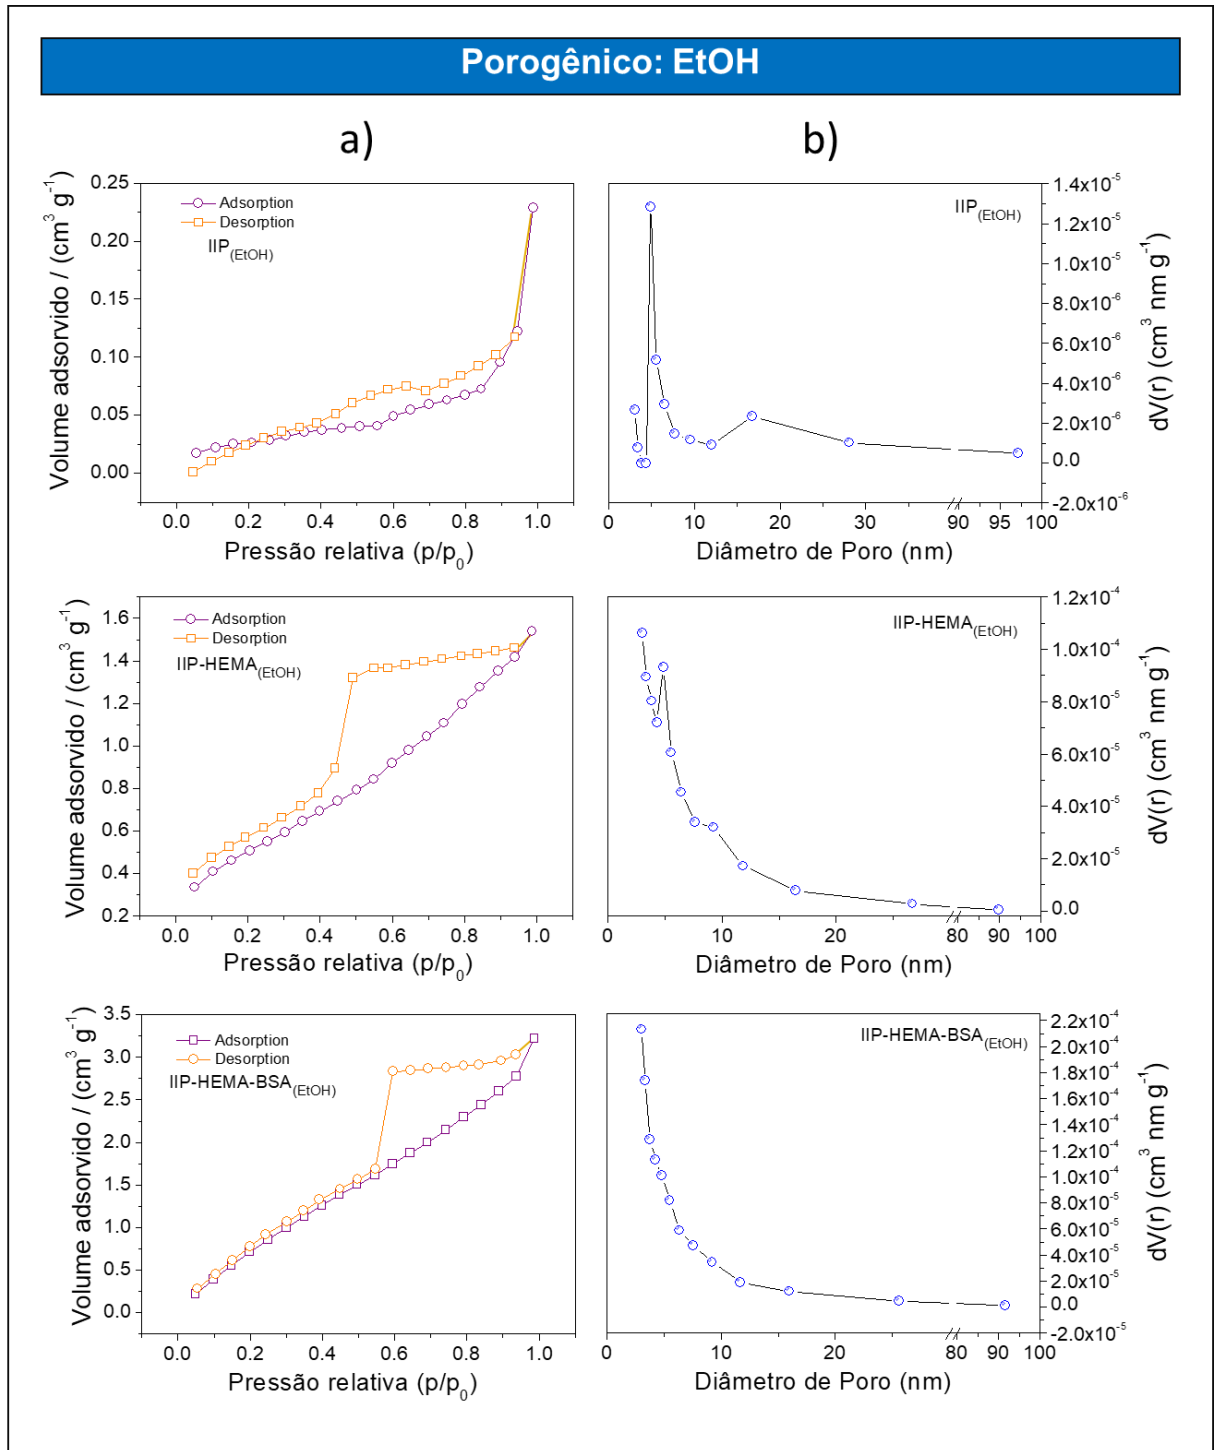 Porogênico: EtOH
a)
b)
Volume adsorvido / (cm³ g⁻¹)
0.25
0.20
0.15
0.10
0.05
0.00
Adsorption
Desorption
IIP(EtOH)
0.0 0.2 0.4 0.6 0.8 1.0
Pressão relativa (p/p₀)
IIP(EtOH)
1.4x10⁻⁵
1.2x10⁻⁵
1.0x10⁻⁵
8.0x10⁻⁶
6.0x10⁻⁶
4.0x10⁻⁶
2.0x10⁻⁶
0.0
-2.0x10⁻⁶
dV(r) (cm³ nm g⁻¹)
0 10 20 30 90 95 100
Diâmetro de Poro (nm)
Volume adsorvido / (cm³ g⁻¹)
1.6
1.4
1.2
1.0
0.8
0.6
0.4
0.2
Adsorption
Desorption
IIP-HEMA(EtOH)
0.0 0.2 0.4 0.6 0.8 1.0
Pressão relativa (p/p₀)
IIP-HEMA(EtOH)
1.2x10⁻⁴
1.0x10⁻⁴
8.0x10⁻⁵
6.0x10⁻⁵
4.0x10⁻⁵
2.0x10⁻⁵
0.0
dV(r) (cm³ nm g⁻¹)
0 10 20 80 90 100
Diâmetro de Poro (nm)
Volume adsorvido / (cm³ g⁻¹)
3.5
3.0
2.5
2.0
1.5
1.0
0.5
0.0
Adsorption
Desorption
IIP-HEMA-BSA(EtOH)
0.0 0.2 0.4 0.6 0.8 1.0
Pressão relativa (p/p₀)
IIP-HEMA-BSA(EtOH)
2.2x10⁻⁴
2.0x10⁻⁴
1.8x10⁻⁴
1.6x10⁻⁴
1.4x10⁻⁴
1.2x10⁻⁴
1.0x10⁻⁴
8.0x10⁻⁵
6.0x10⁻⁵
4.0x10⁻⁵
2.0x10⁻⁵
0.0
-2.0x10⁻⁵
dV(r) (cm³ nm g⁻¹)
0 10 20 80 90 100
Diâmetro de Poro (nm)